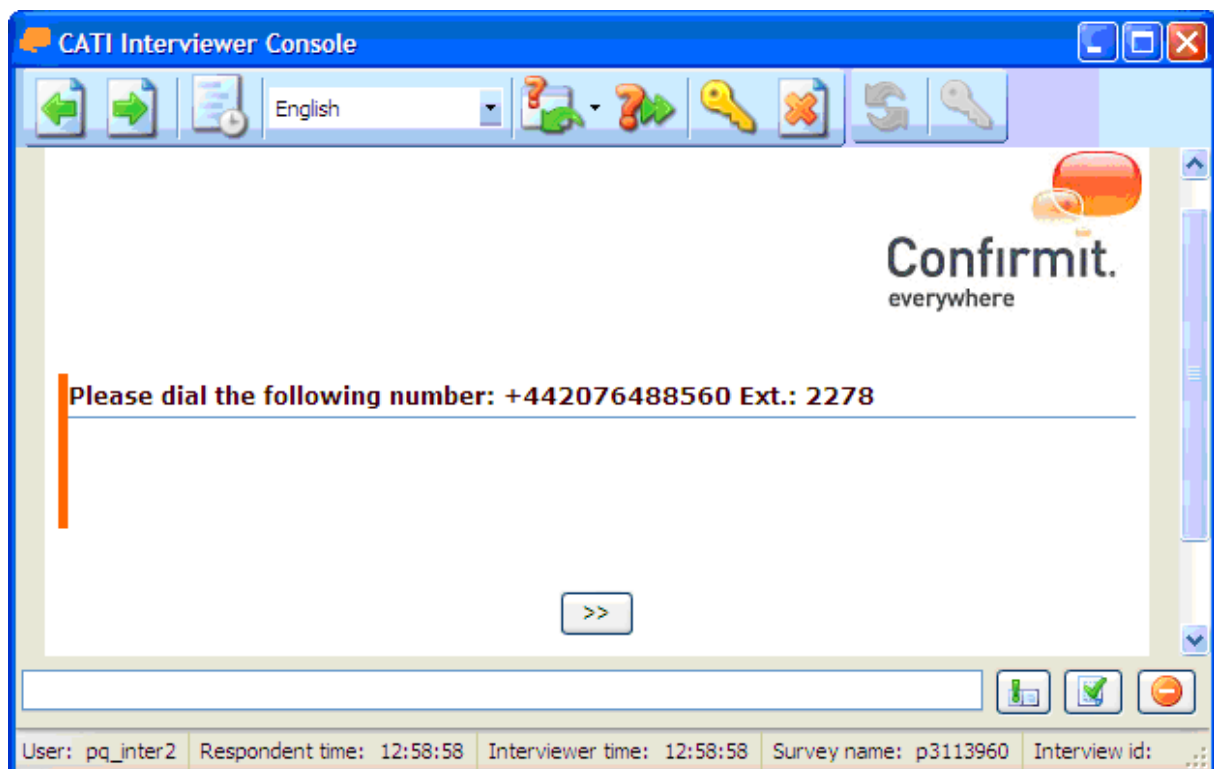 CATI Interviewer Console
English
Confirmit.
everywhere
Please dial the following number: +442076488560 Ext.: 2278
>>
User: pq_inter2 Respondent time: 12:58:58 Interviewer time: 12:58:58 Survey name: p3113960 Interview id: